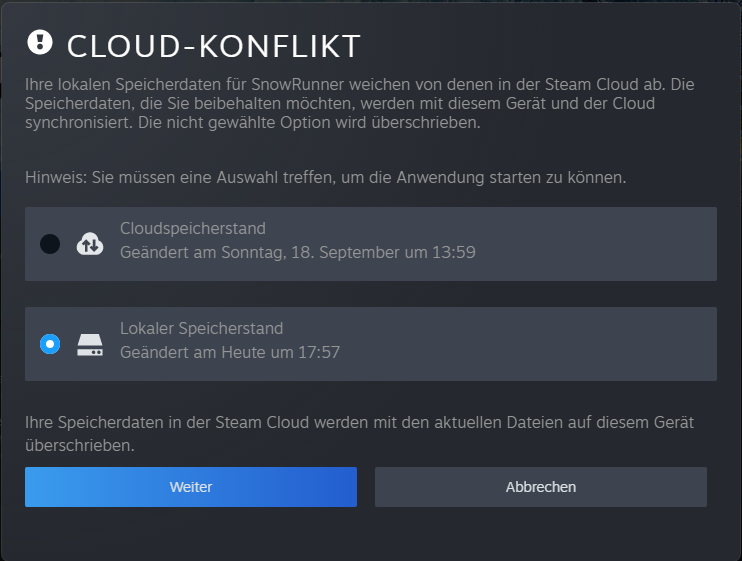 CLOUD-KONFLIKT
Ihre lokalen Speicherdaten für SnowRunner weichen von denen in der Steam Cloud ab. Die
Speicherdaten, die Sie beibehalten möchten, werden mit diesem Gerät und der Cloud
synchronisiert. Die nicht gewählte Option wird überschrieben.
Hinweis: Sie müssen eine Auswahl treffen, um die Anwendung starten zu können.
Cloudspeicherstand
Geändert am Sonntag, 18. September um 13:59
Lokaler Speicherstand
Geändert am Heute um 17:57
Ihre Speicherdaten in der Steam Cloud werden mit den aktuellen Dateien auf diesem Gerät
überschrieben.
Weiter
Abbrechen